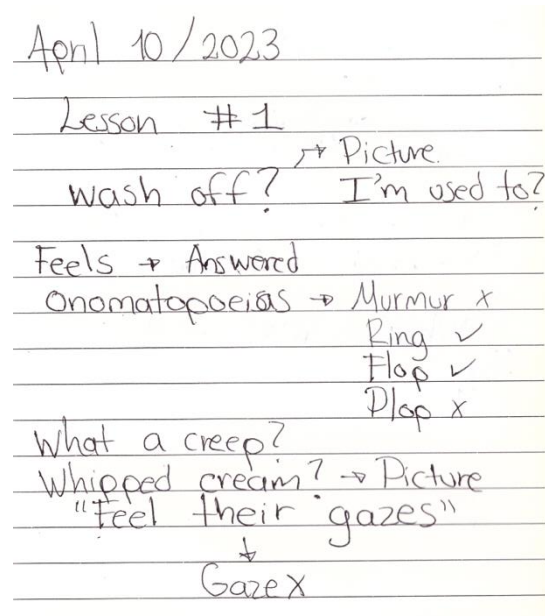 April 10/2023
Lesson #1
→ Picture.
wash off? I'm used to?
Feels → Answered
Onomatopoeias → Murmur x
Ring ✓
Flop ✓
Plop x
What a creep?
Whipped cream? → Picture
"Feel their gazes"
↓
Gaze X